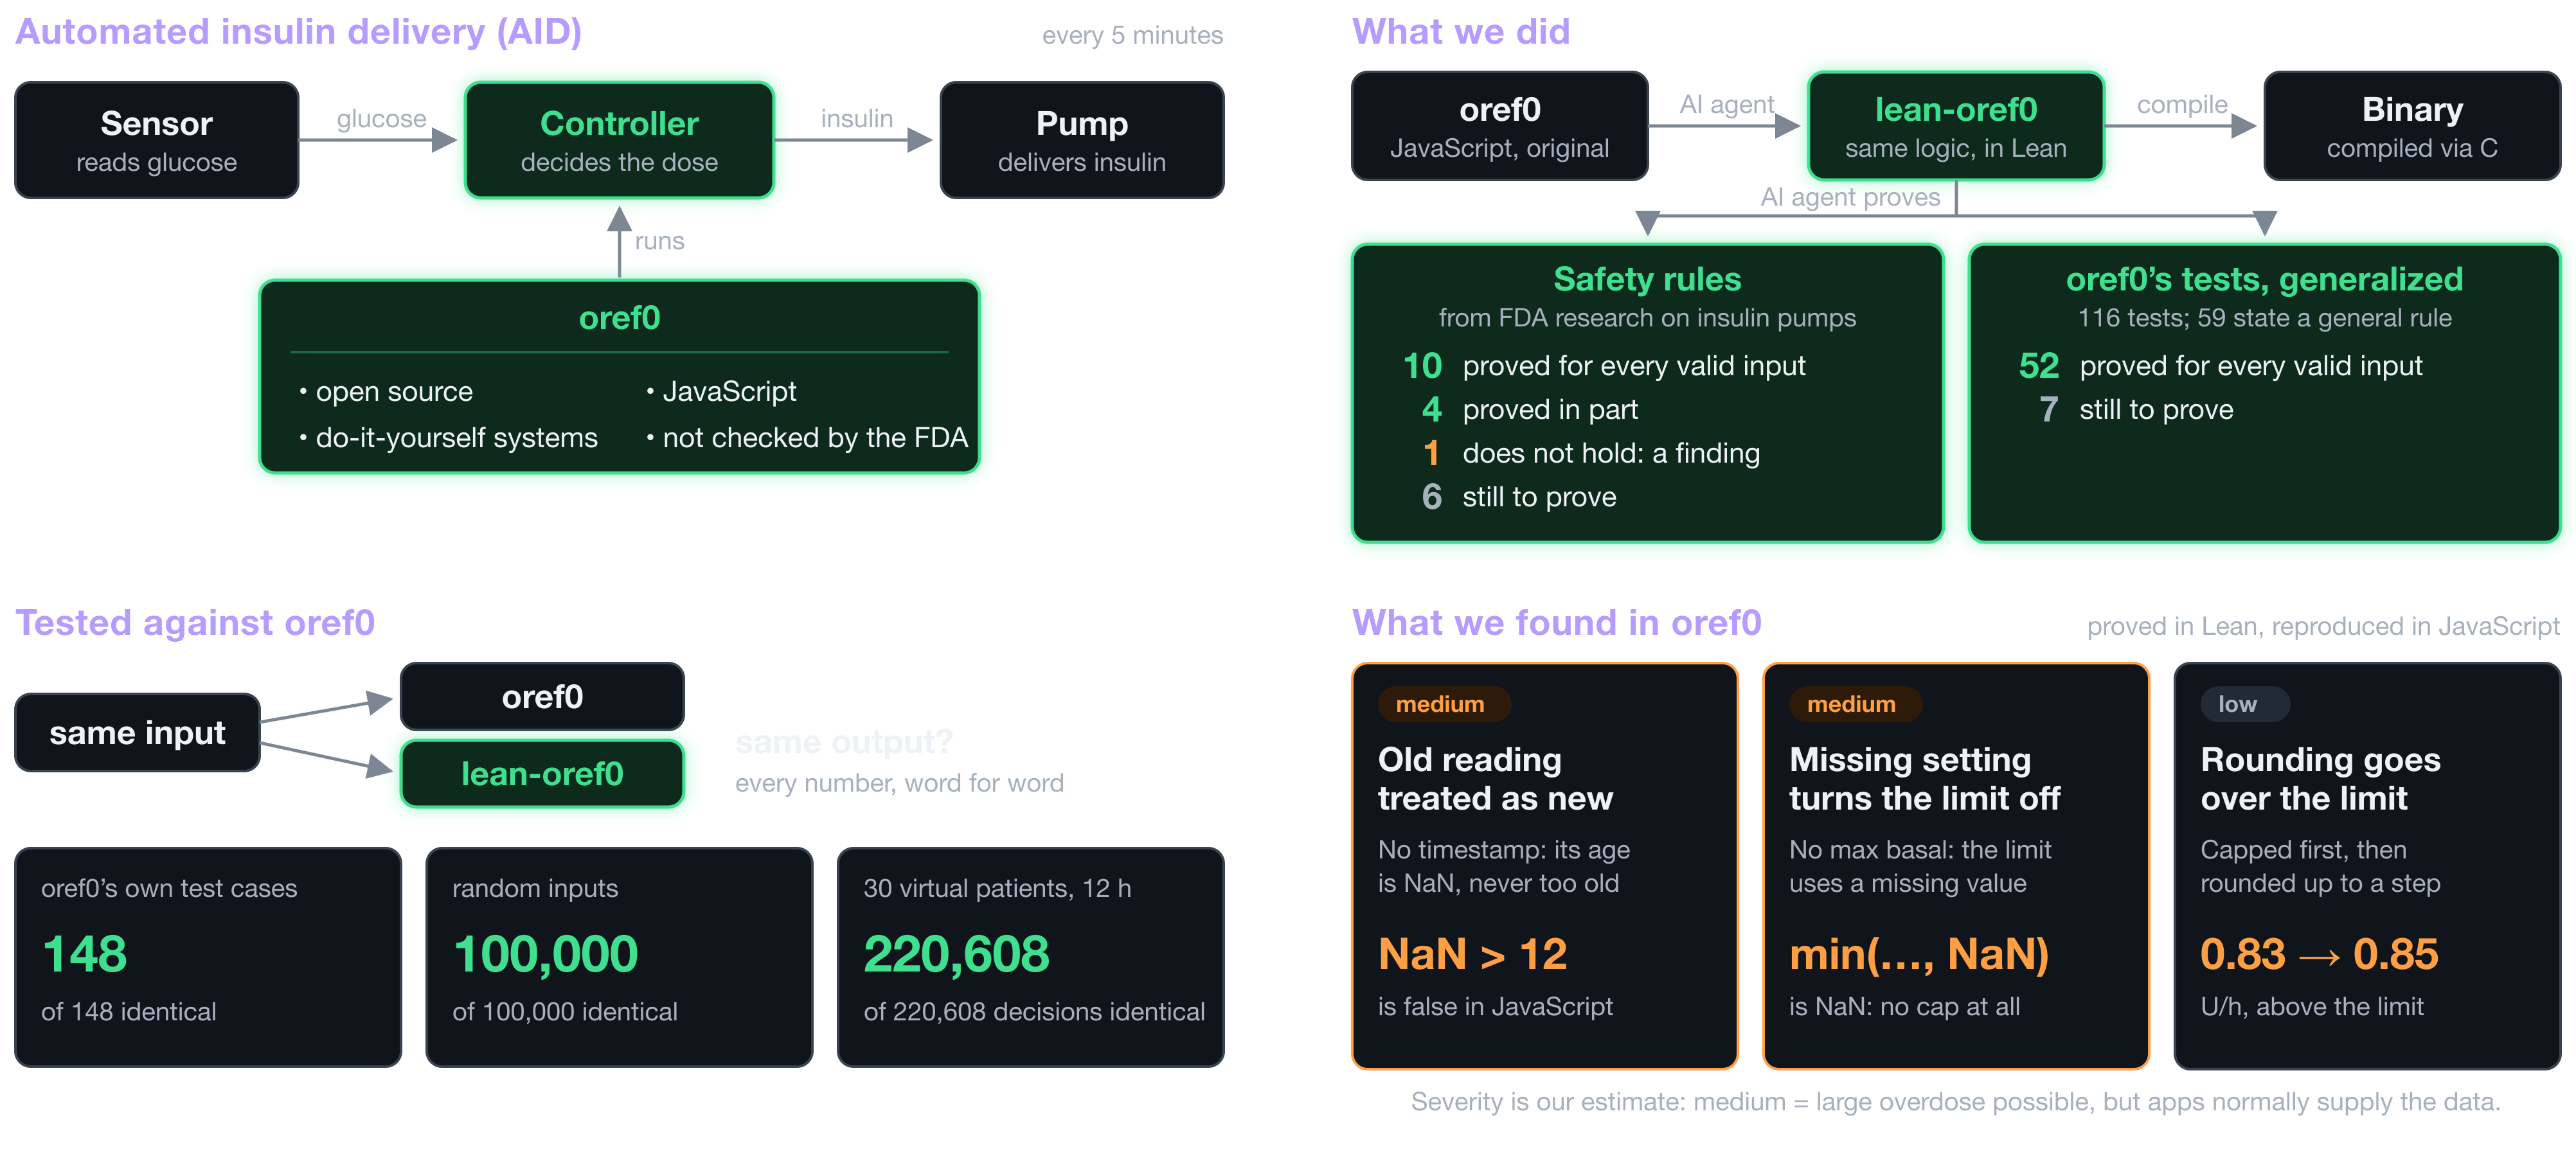 Automated insulin delivery (AID)
every 5 minutes
Sensor
reads glucose
glucose
Controller
decides the dose
insulin
Pump
delivers insulin
runs
oref0
• open source
• JavaScript
• do-it-yourself systems
• not checked by the FDA
What we did
oref0
JavaScript, original
AI agent
lean-oref0
same logic, in Lean
compile
Binary
compiled via C
AI agent proves
Safety rules
from FDA research on insulin pumps
10 proved for every valid input
4 proved in part
1 does not hold: a finding
6 still to prove
oref0’s tests, generalized
116 tests; 59 state a general rule
52 proved for every valid input
7 still to prove
Tested against oref0
same input
oref0
lean-oref0
same output?
every number, word for word
oref0’s own test cases
148
of 148 identical
random inputs
100,000
of 100,000 identical
30 virtual patients, 12 h
220,608
of 220,608 decisions identical
What we found in oref0
proved in Lean, reproduced in JavaScript
medium
Old reading
treated as new
No timestamp: its age
is NaN, never too old
NaN > 12
is false in JavaScript
medium
Missing setting
turns the limit off
No max basal: the limit
uses a missing value
min(…, NaN)
is NaN: no cap at all
low
Rounding goes
over the limit
Capped first, then
rounded up to a step
0.83 → 0.85
U/h, above the limit
Severity is our estimate: medium = large overdose possible, but apps normally supply the data.